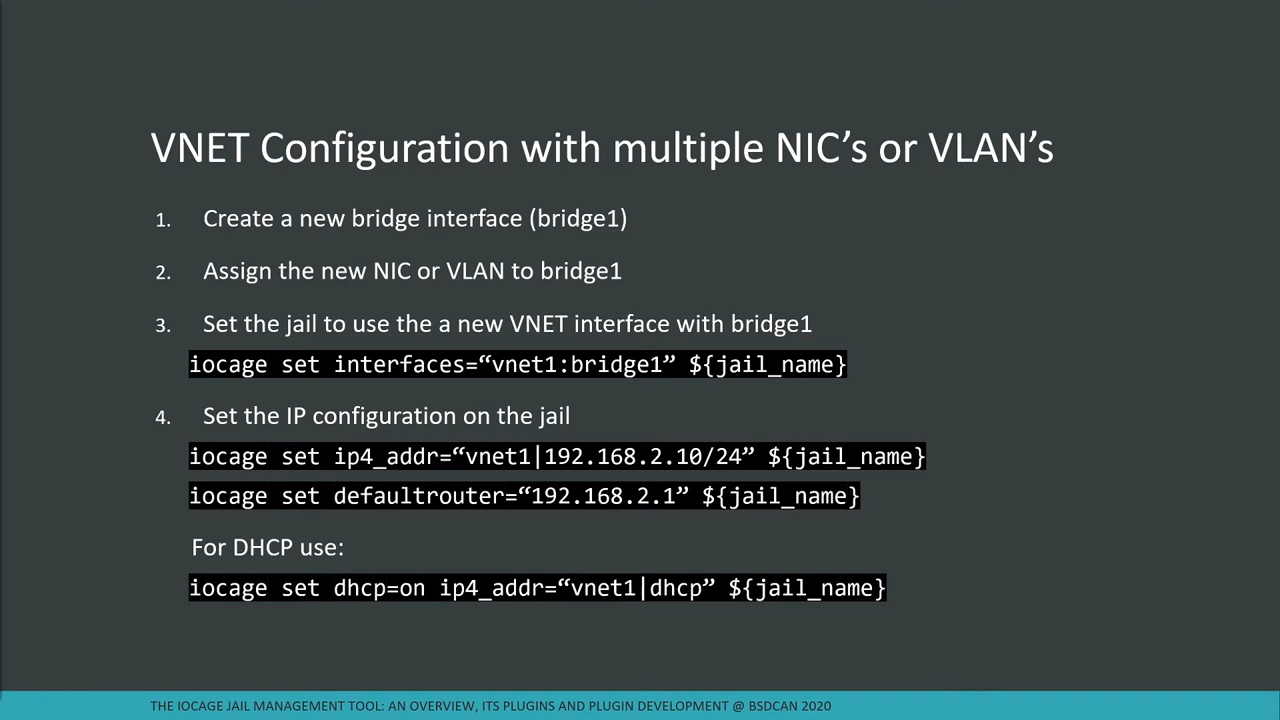 VNET Configuration with multiple NIC’s or VLAN’s
1. Create a new bridge interface (bridge1)
2. Assign the new NIC or VLAN to bridge1
3. Set the jail to use the a new VNET interface with bridge1
iocage set interfaces=“vnet1:bridge1” ${jail_name}
4. Set the IP configuration on the jail
iocage set ip4_addr=“vnet1|192.168.2.10/24” ${jail_name}
iocage set defaultrouter=“192.168.2.1” ${jail_name}
For DHCP use:
iocage set dhcp=on ip4_addr=“vnet1|dhcp” ${jail_name}
THE IOCAGE JAIL MANAGEMENT TOOL: AN OVERVIEW, ITS PLUGINS AND PLUGIN DEVELOPMENT @ BSDCAN 2020